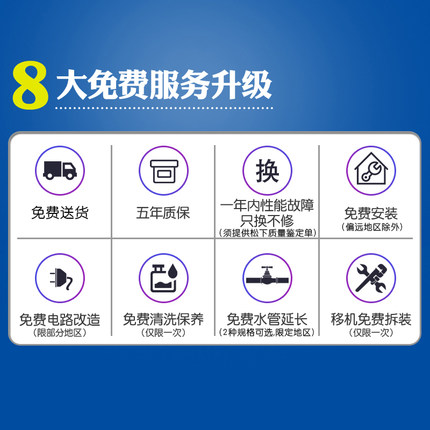 8大免费服务升级
免费送货
五年质保
换
一年内性能故障
只换不修
(须提供松下质量鉴定单)
免费安装
(偏远地区除外)
免费电路改造
(限部分地区)
免费清洗保养
(仅限一次)
免费水管延长
(2种规格可选,限定地区)
移机免费拆装
(仅限一次)